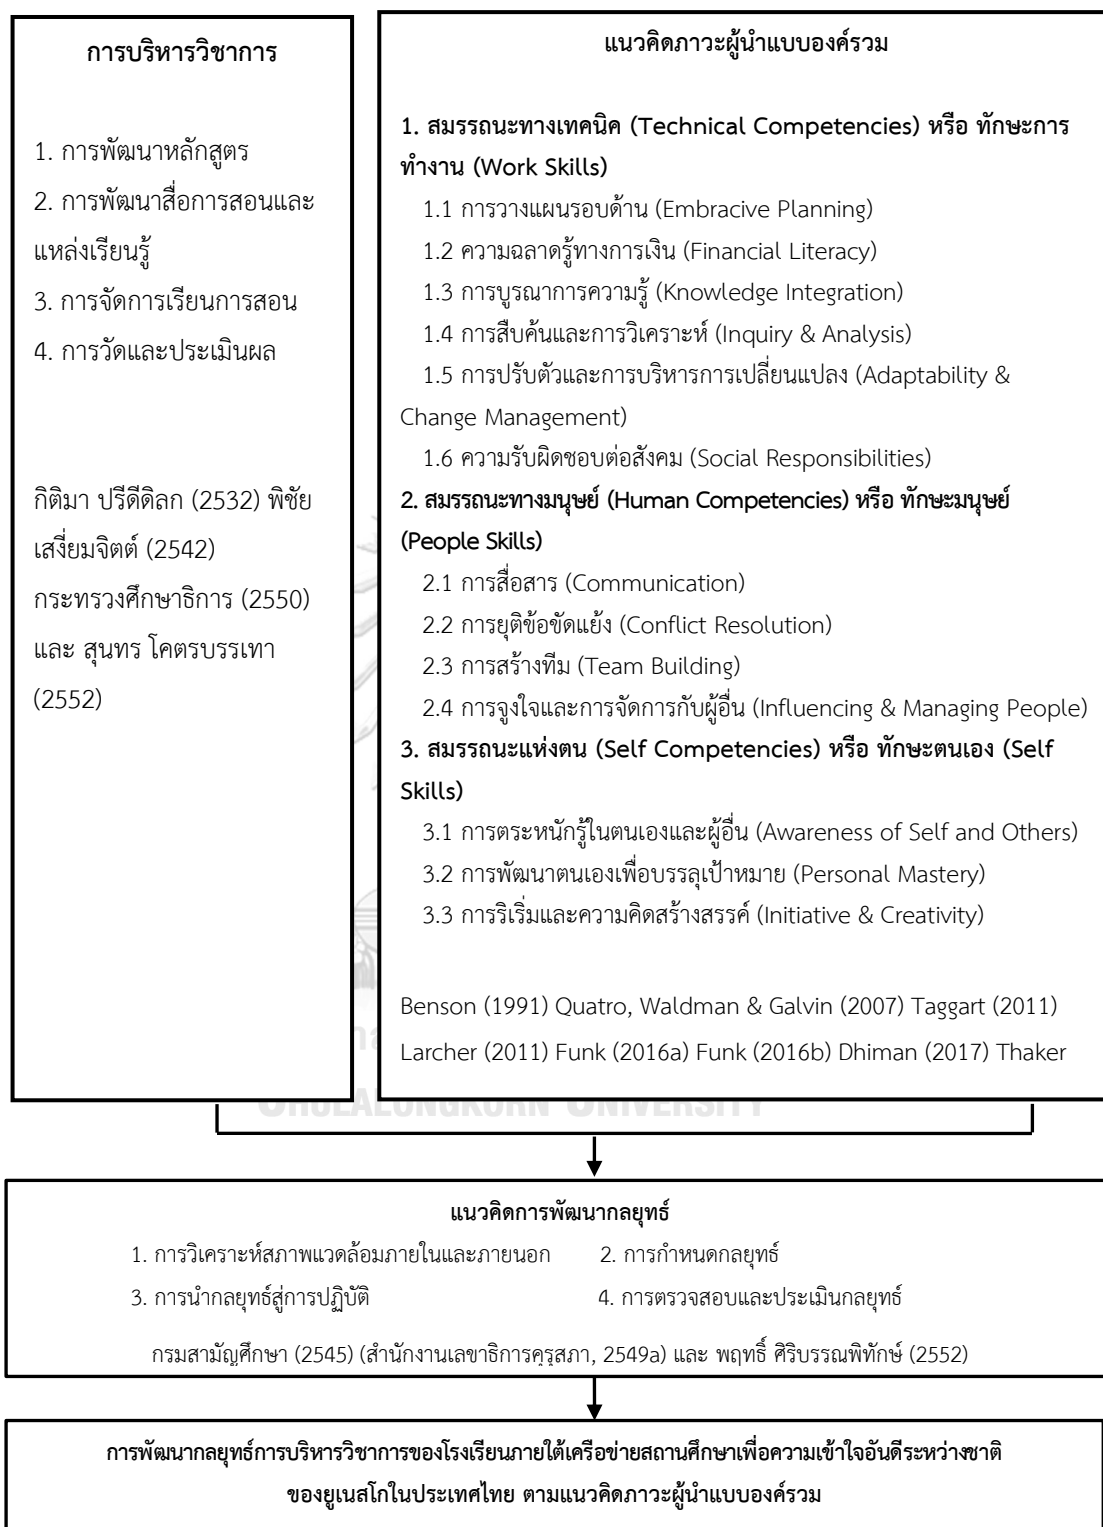 การบริหารวิชาการ
1. การพัฒนาหลักสูตร
2. การพัฒนาสื่อการสอนและ
แหล่งเรียนรู้
3. การจัดการเรียนการสอน
4. การวัดและประเมินผล
กิติมา ปรีดีดิลก (2532) พิชัย
เสงี่ยมจิตต์ (2542)
กระทรวงศึกษาธิการ (2550)
และ สุนทร โคตรบรรเทา
(2552)
แนวคิดภาวะผู้นำแบบองค์รวม
1. สมรรถนะทางเทคนิค (Technical Competencies) หรือ ทักษะการ
ทำงาน (Work Skills)
1.1 การวางแผนรอบด้าน (Embracive Planning)
1.2 ความฉลาดรู้ทางการเงิน (Financial Literacy)
1.3 การบูรณาการความรู้ (Knowledge Integration)
1.4 การสืบค้นและการวิเคราะห์ (Inquiry & Analysis)
1.5 การปรับตัวและการบริหารการเปลี่ยนแปลง (Adaptability &
Change Management)
1.6 ความรับผิดชอบต่อสังคม (Social Responsibilities)
2. สมรรถนะทางมนุษย์ (Human Competencies) หรือ ทักษะมนุษย์
(People Skills)
2.1 การสื่อสาร (Communication)
2.2 การยุติข้อขัดแย้ง (Conflict Resolution)
2.3 การสร้างทีม (Team Building)
2.4 การจูงใจและการจัดการกับผู้อื่น (Influencing & Managing People)
3. สมรรถนะแห่งตน (Self Competencies) หรือ ทักษะตนเอง (Self
Skills)
3.1 การตระหนักรู้ในตนเองและผู้อื่น (Awareness of Self and Others)
3.2 การพัฒนาตนเองเพื่อบรรลุเป้าหมาย (Personal Mastery)
3.3 การริเริ่มและความคิดสร้างสรรค์ (Initiative & Creativity)
Benson (1991) Quatro, Waldman & Galvin (2007) Taggart (2011)
Larcher (2011) Funk (2016a) Funk (2016b) Dhiman (2017) Thaker
CHULALONGKORN UNIVERSITY
แนวคิดการพัฒนากลยุทธ์
1. การวิเคราะห์สภาพแวดล้อมภายในและภายนอก 2. การกำหนดกลยุทธ์
3. การนำกลยุทธ์สู่การปฏิบัติ 4. การตรวจสอบและประเมินกลยุทธ์
กรมสามัญศึกษา (2545) (สำนักงานเลขาธิการคุรุสภา, 2549a) และ พฤทธิ์ ศิริบรรณพิทักษ์ (2552)
การพัฒนากลยุทธ์การบริหารวิชาการของโรงเรียนภายใต้เครือข่ายสถานศึกษาเพื่อความเข้าใจอันดีระหว่างชาติ
ของยูเนสโกในประเทศไทย ตามแนวคิดภาวะผู้นำแบบองค์รวม